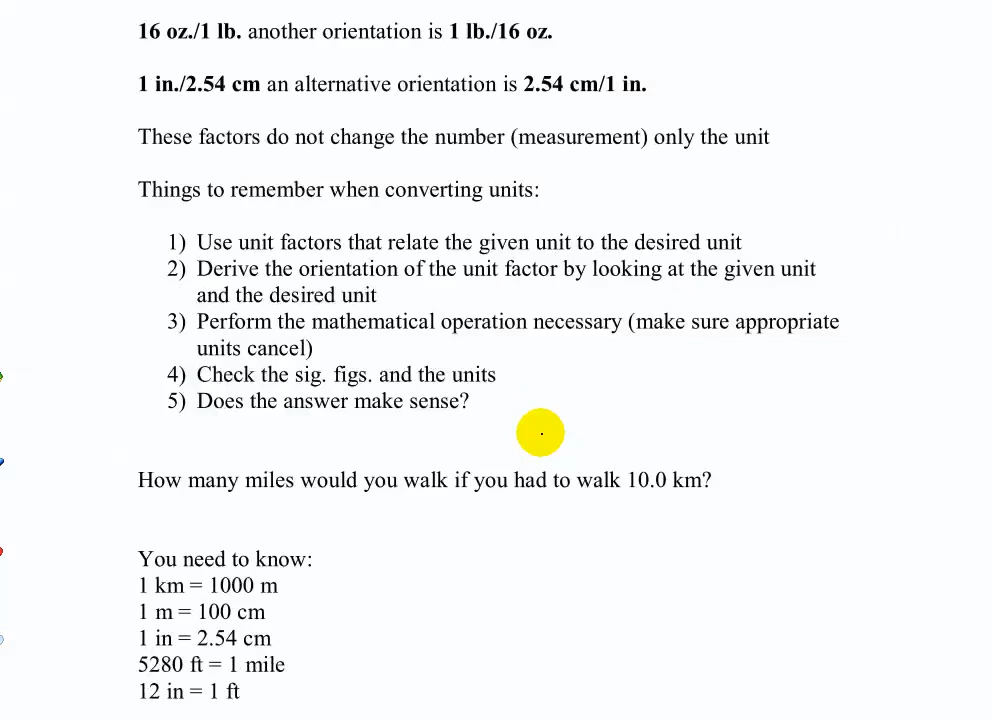 16 oz./1 lb. another orientation is 1 lb./16 oz.
1 in./2.54 cm an alternative orientation is 2.54 cm/1 in.
These factors do not change the number (measurement) only the unit
Things to remember when converting units:
1) Use unit factors that relate the given unit to the desired unit
2) Derive the orientation of the unit factor by looking at the given unit
and the desired unit
3) Perform the mathematical operation necessary (make sure appropriate
units cancel)
4) Check the sig. figs. and the units
5) Does the answer make sense?
How many miles would you walk if you had to walk 10.0 km?
You need to know:
1 km = 1000 m
1 m = 100 cm
1 in = 2.54 cm
5280 ft = 1 mile
12 in = 1 ft